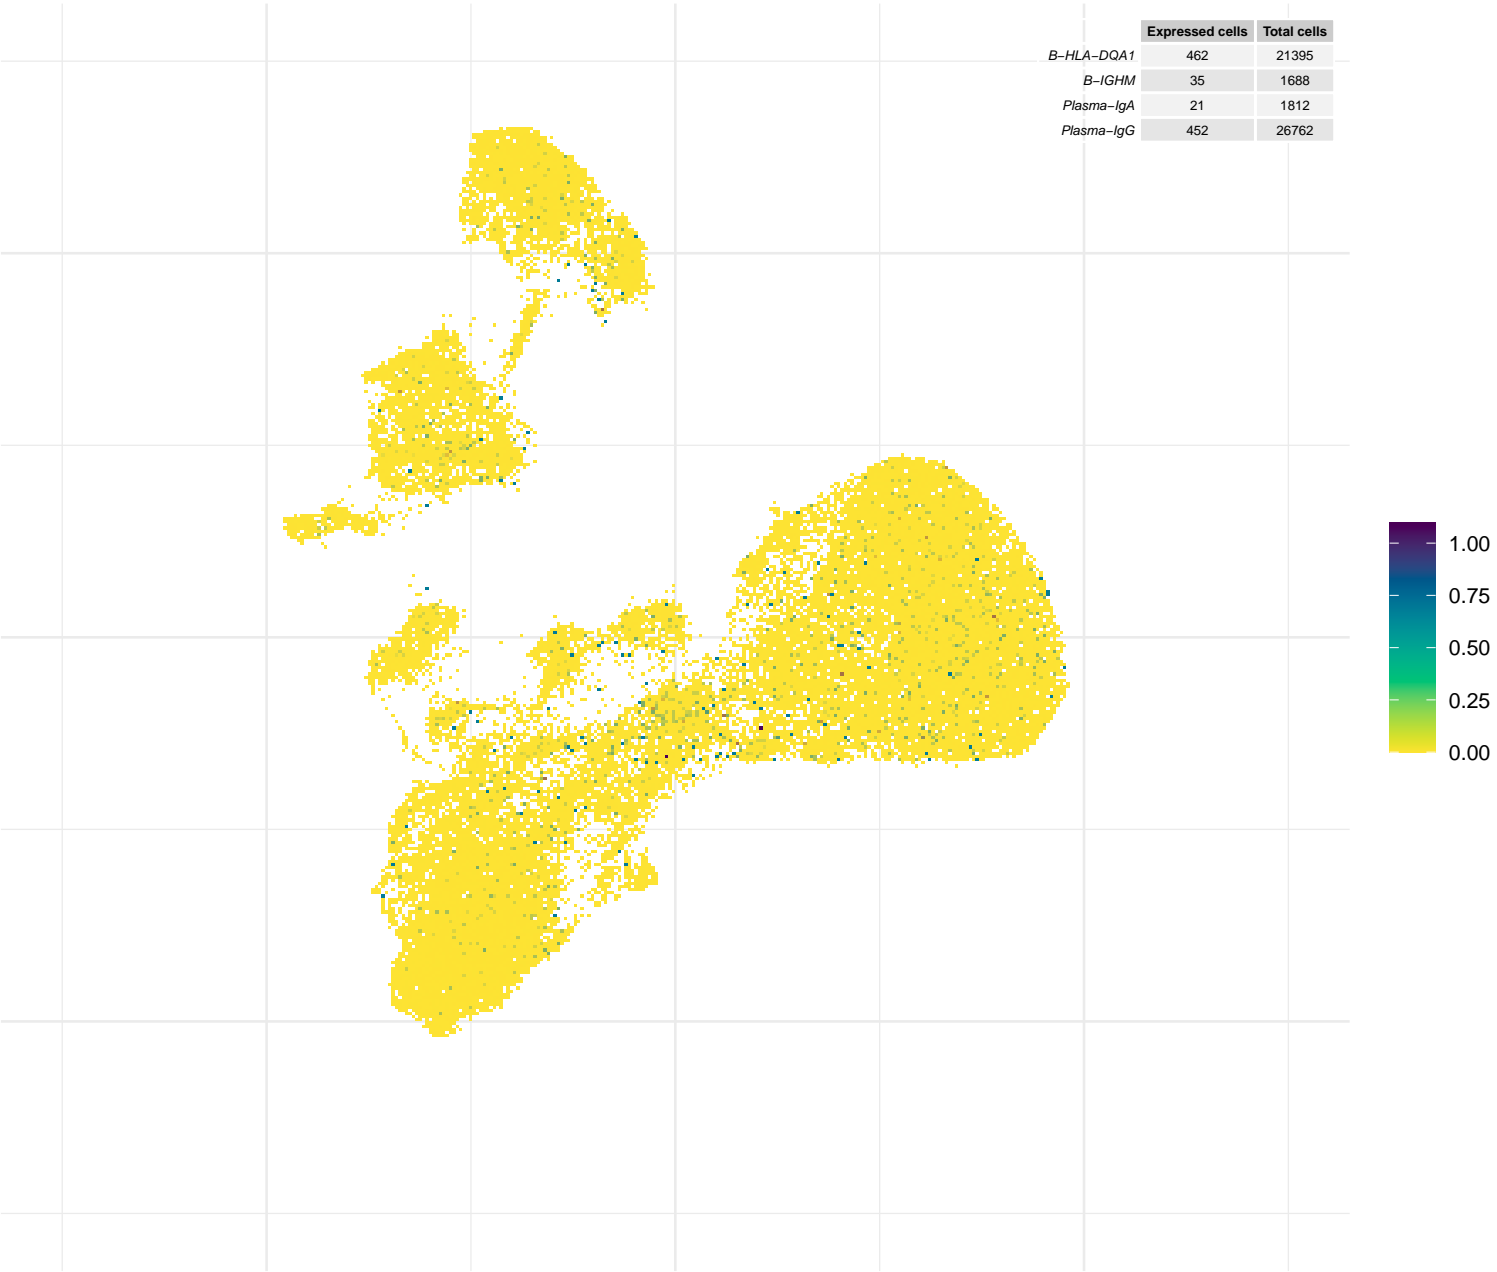 Expressed cells Total cells
B−HLA−DQA1 462 21395
B−IGHM 35 1688
Plasma−IgA 21 1812
Plasma−IgG 452 26762
1.00
0.75
0.50
0.25
0.00